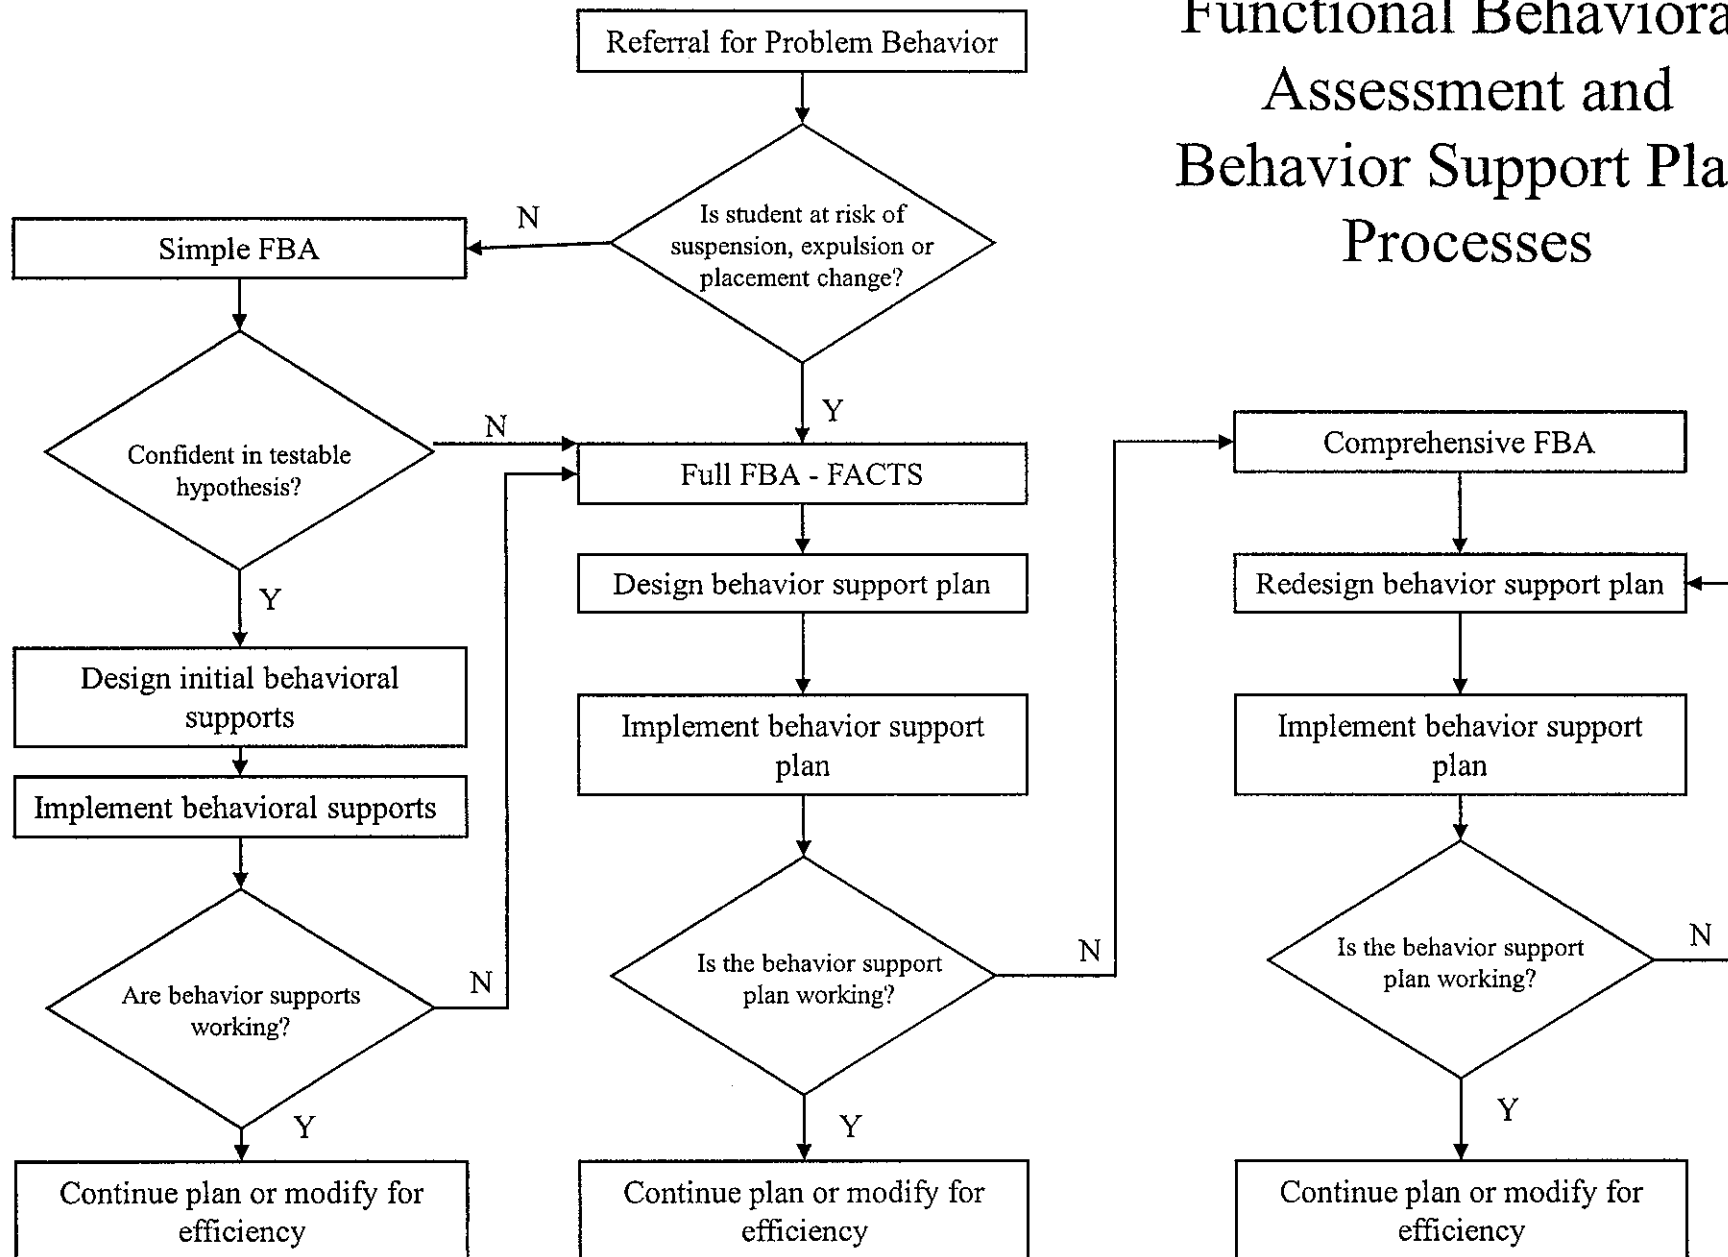 Functional Behaviora
Assessment and
Behavior Support Pla
Processes
Referral for Problem Behavior
Is student at risk of
suspension, expulsion or
placement change?
N
Y
Simple FBA
Confident in testable
hypothesis?
N
Y
Design initial behavioral
supports
Implement behavioral supports
Are behavior supports
working?
N
Y
Continue plan or modify for
efficiency
Full FBA - FACTS
Design behavior support plan
Implement behavior support
plan
Is the behavior support
plan working?
N
Y
Continue plan or modify for
efficiency
Comprehensive FBA
Redesign behavior support plan
Implement behavior support
plan
Is the behavior support
plan working?
N
Y
Continue plan or modify for
efficiency